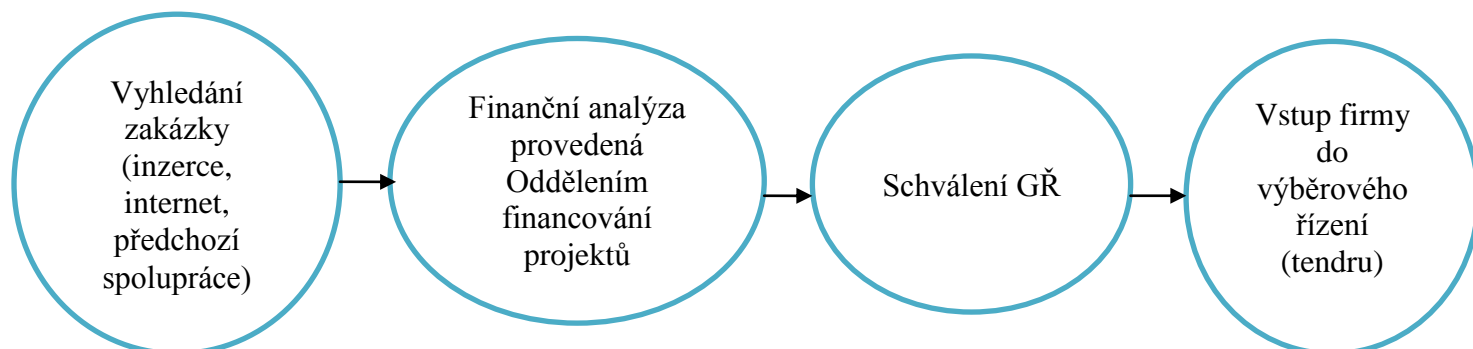 Vyhledání
zakázky
(inzerce,
internet,
předchozí
spolupráce)
Finanční analýza
provedená
Oddělením
financování
projektů
Schválení GŘ
Vstup firmy
do
výběrového
řízení
(tendru)